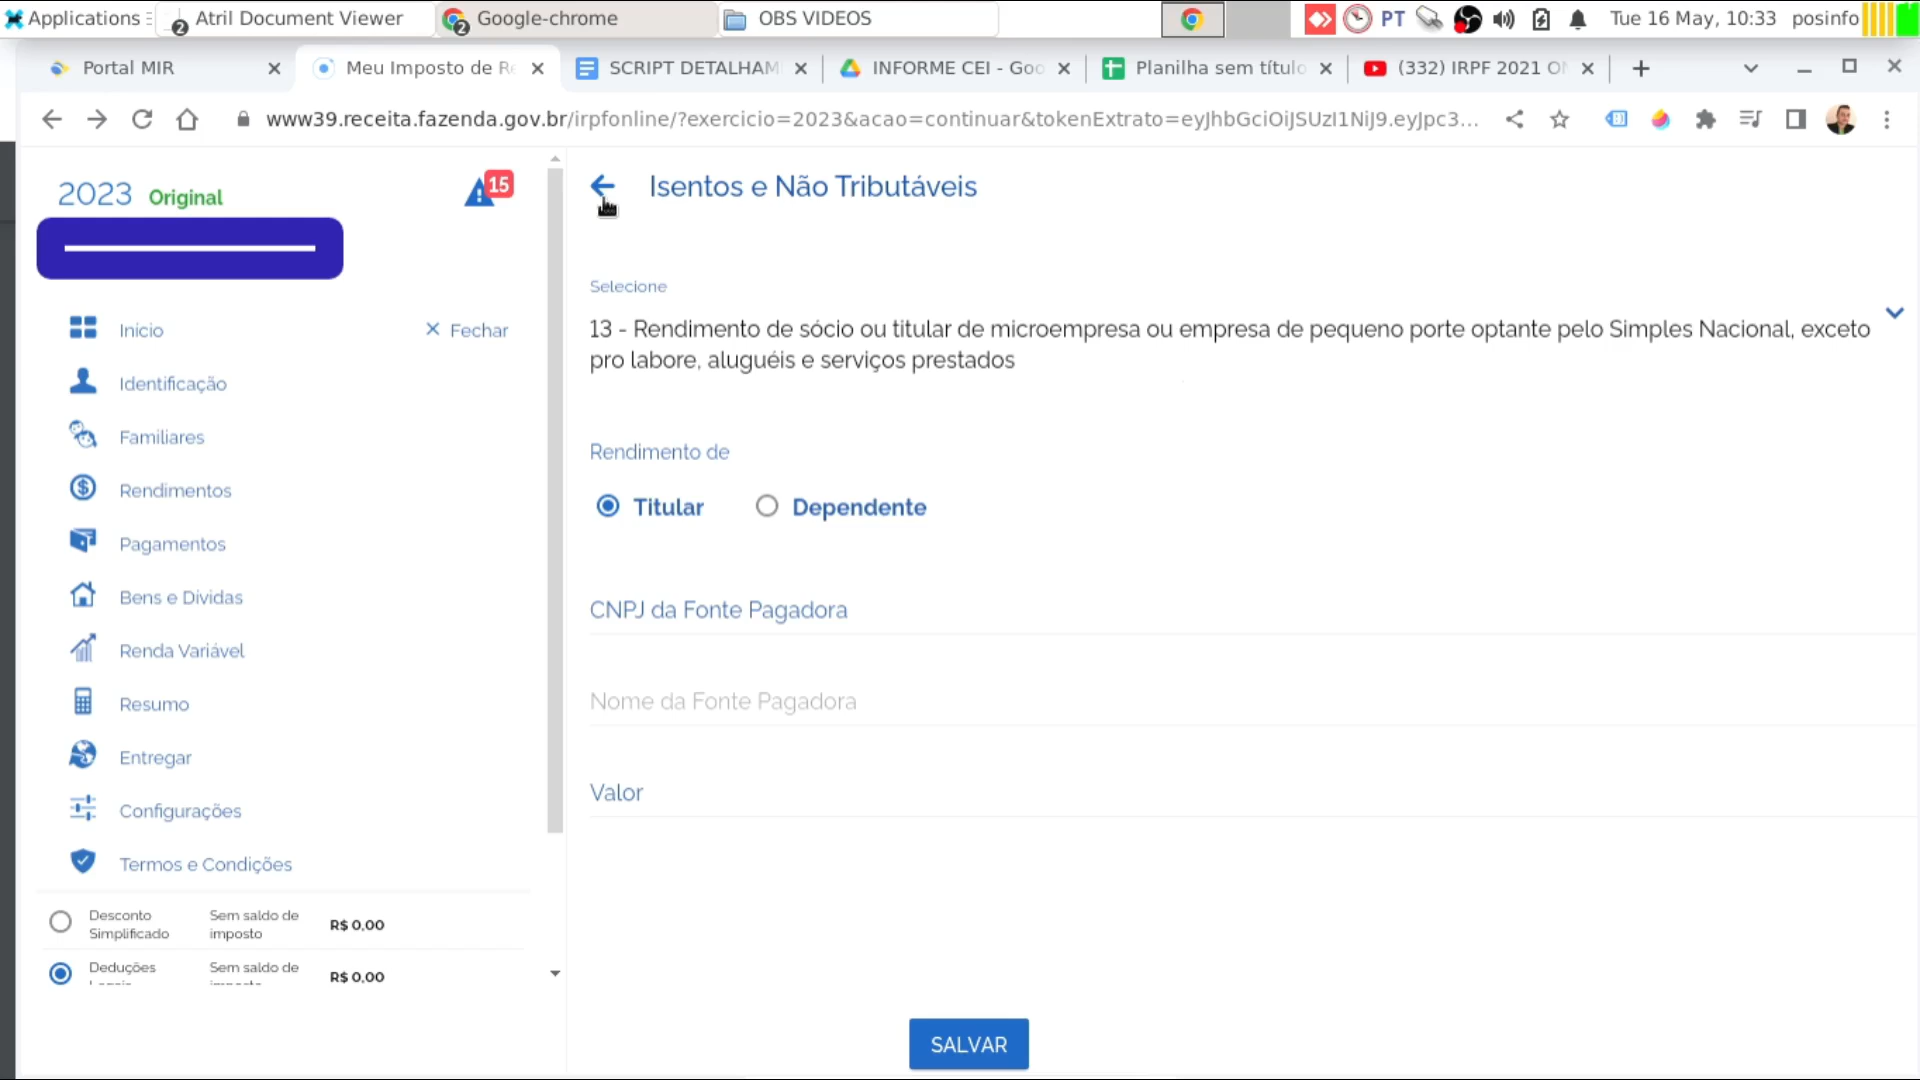 Applications
2 Atril Document Viewer
2 Google-chrome
OBS VIDEOS
PT
Tue 16 May, 10:33
posinfo
Portal MIR
Meu Imposto de R
SCRIPT DETALHAM
INFORME CEI - Goo
Planilha sem título
(332) IRPF 2021 O
www39.receita.fazenda.gov.br/irpfonline/?exercicio=2023&acao=continuar&tokenExtrato=eyJhbGciOiJSUzI1NiJ9.eyJpc3...
2023 Original
15
Início
Fechar
Identificação
Familiares
Rendimentos
Pagamentos
Bens e Dívidas
Renda Variável
Resumo
Entregar
Configurações
Termos e Condições
Desconto Simplificado
Sem saldo de imposto
R$ 0,00
Deduções
Sem saldo de
R$ 0,00
Isentos e Não Tributáveis
Selecione
13 - Rendimento de sócio ou titular de microempresa ou empresa de pequeno porte optante pelo Simples Nacional, exceto
pro labore, aluguéis e serviços prestados
Rendimento de
Titular
Dependente
CNPJ da Fonte Pagadora
Nome da Fonte Pagadora
Valor
SALVAR